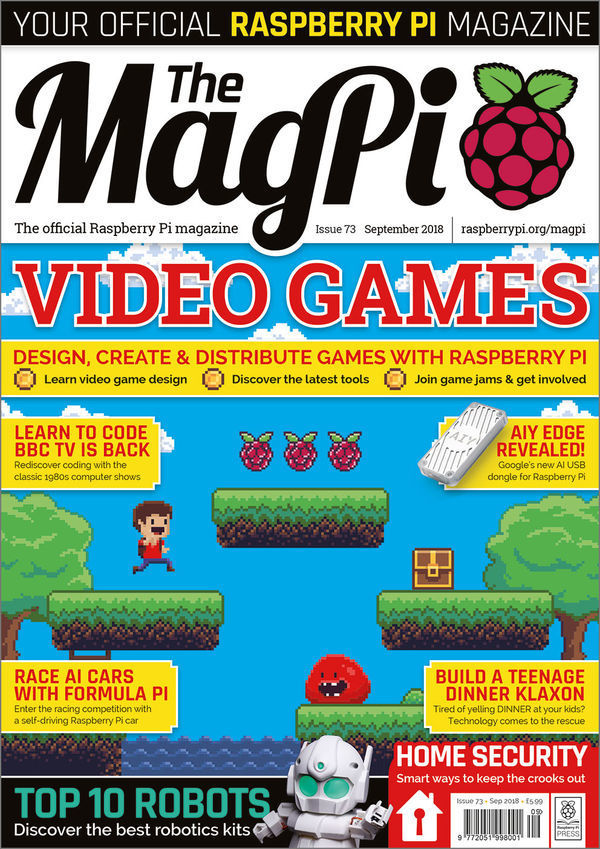 YOUR OFFICIAL RASPBERRY PI MAGAZINE
The
MagPi
The official Raspberry Pi magazine
Issue 73 September 2018
raspberrypi.org/magpi
VIDEO GAMES
DESIGN, CREATE & DISTRIBUTE GAMES WITH RASPBERRY PI
Learn video game design
Discover the latest tools
Join game jams & get involved
LEARN TO CODE
BBC TV IS BACK
Rediscover coding with the
classic 1980s computer shows
AIY
AIY EDGE
REVEALED!
Google's new AI USB
dongle for Raspberry Pi
RACE AI CARS
WITH FORMULA PI
Enter the racing competition with
a self-driving Raspberry Pi car
BUILD A TEENAGE
DINNER KLAXON
Tired of yelling DINNER at your kids?
Technology comes to the rescue
TOP 10 ROBOTS
Discover the best robotics kits
HOME SECURITY
Smart ways to keep the crooks out
Issue 73 • Sep 2018 • £5.99
09
9 772051 998001
Raspberry Pi
PRESS